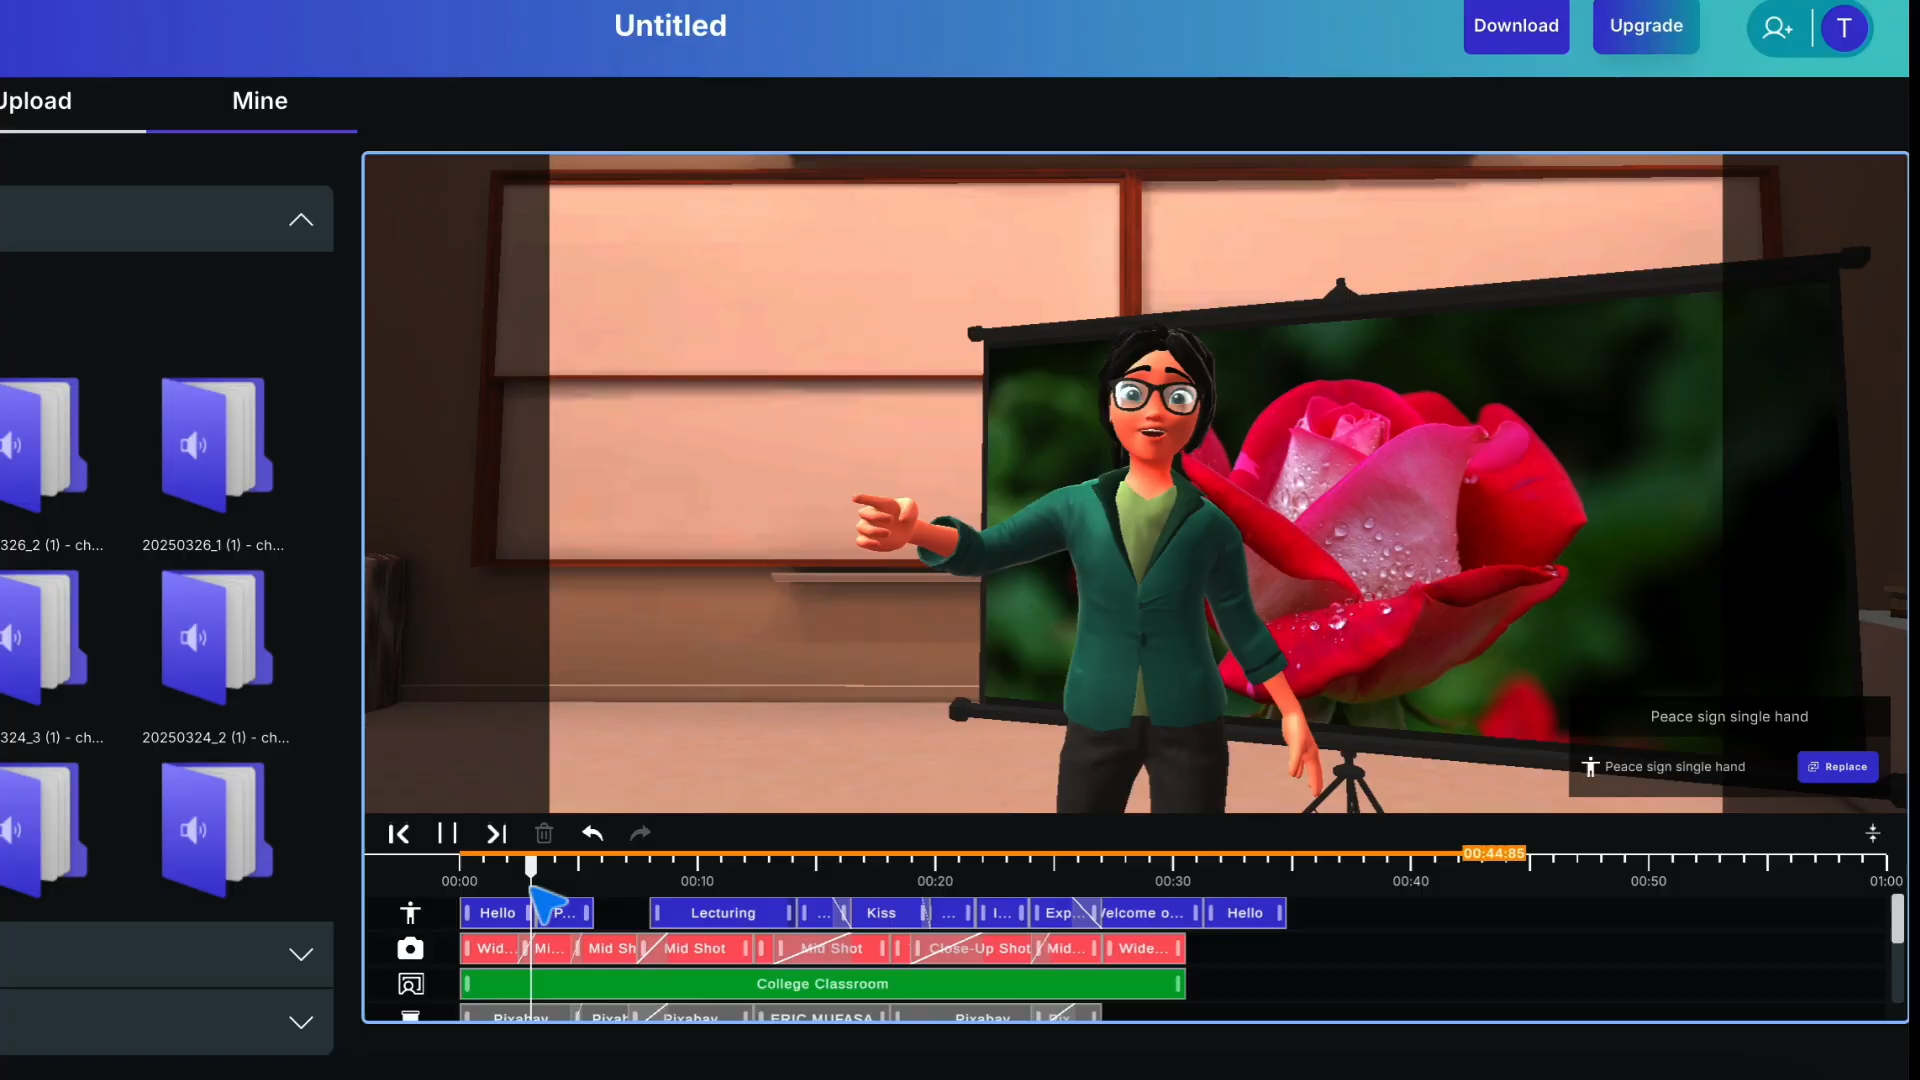 Untitled
Download
Upgrade
T
Upload
Mine
326_2 (1) - ch...
20250326_1 (1) - ch...
324_3 (1) - ch...
20250324_2 (1) - ch...
Peace sign single hand
Peace sign single hand
Replace
00:44:85
00:00
00:10
00:20
00:30
00:40
00:50
01:00
Hello
P...
Lecturing
...
Kiss
...
I...
Exp...
Velcome o...
Hello
Wid...
Mi...
Mid Sh
Mid Shot
Mid Shot
Close-Up Shot
Mid...
Wide...
College Classroom
Pixabay
Pixab
Pixabay
ERIC MUFASA
Pixabay
Pix